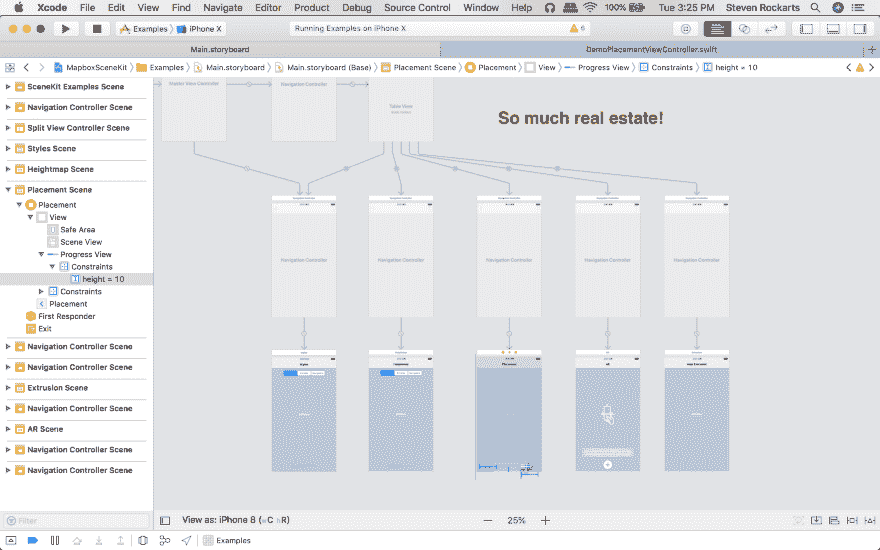 Xcode File Edit View Find Navigate Editor Product Debug Source Control Window Help 100% Tue 3:25 PM Steven Rockarts
Examples iPhone X Running Examples on iPhone X 6
Main.storyboard DemoPlacementViewController.swift
MapboxSceneKit Examples Main.storyboard Main.storyboard (Base) Placement Scene Placement View Progress View Constraints height = 10
SceneKit Examples Scene
Navigation Controller Scene
Split View Controller Scene
Styles Scene
Heightmap Scene
Placement Scene
Placement
View
Safe Area
Scene View
Progress View
Constraints
height = 10
Constraints
Placement
First Responder
Exit
Navigation Controller Scene
Navigation Controller Scene
Extrusion Scene
Navigation Controller Scene
AR Scene
Navigation Controller Scene
Navigation Controller Scene
Filter
Master View Controller
Navigation Controller
Table View
So much real estate!
Navigation Controller Navigation Controller Navigation Controller Navigation Controller Navigation Controller
Placement
View as: iPhone 8 (wC hR)
25%
Examples